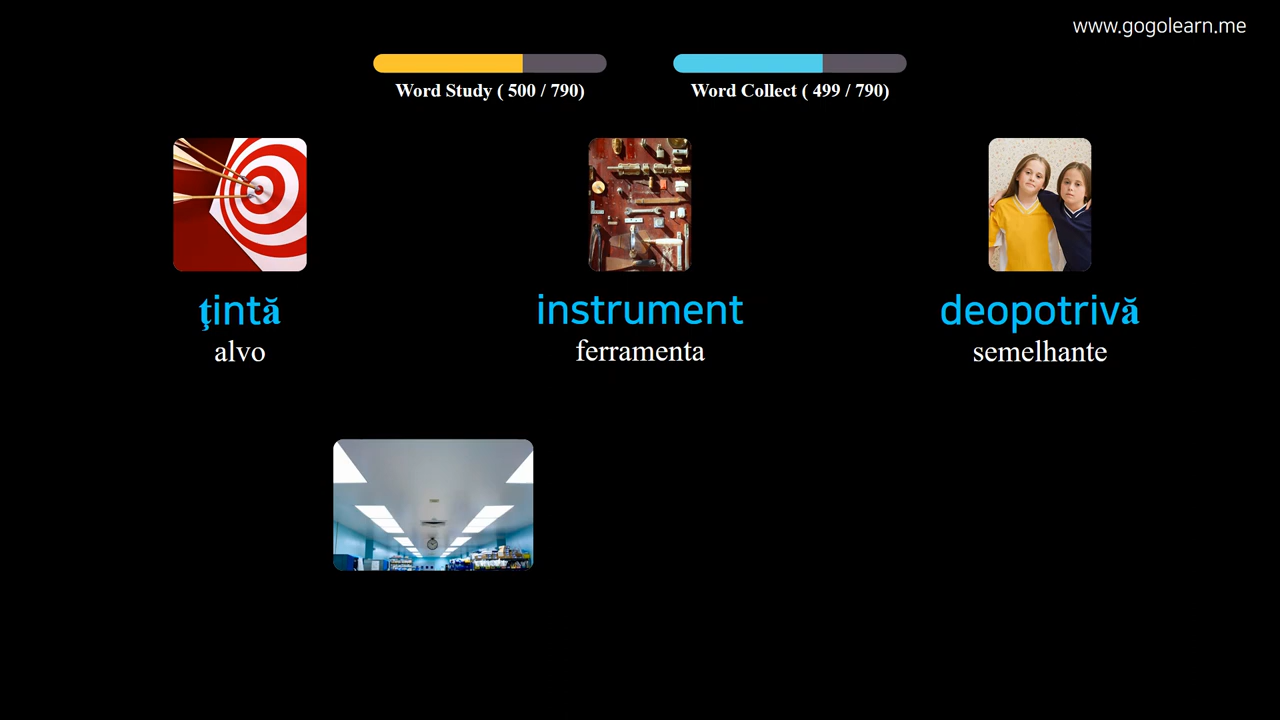 www.gogolearn.me
Word Study ( 500 / 790)
Word Collect ( 499 / 790)
ţintă
instrument
deopotrivă
alvo
ferramenta
semelhante